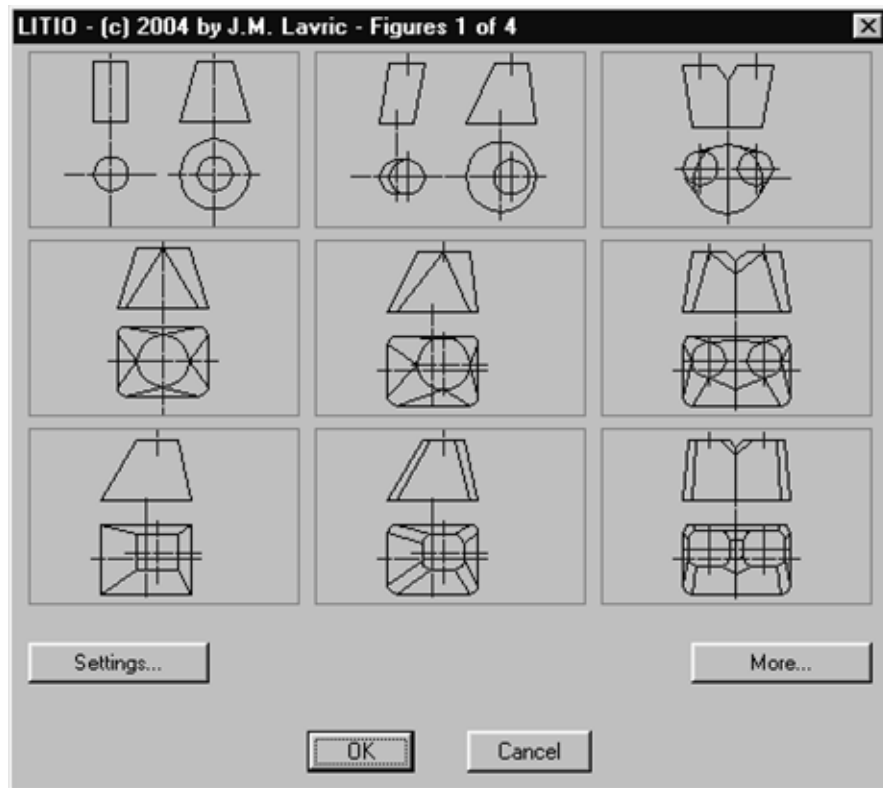 LITIO - (c) 2004 by J.M. Lavric - Figures 1 of 4
Settings...
More...
OK
Cancel